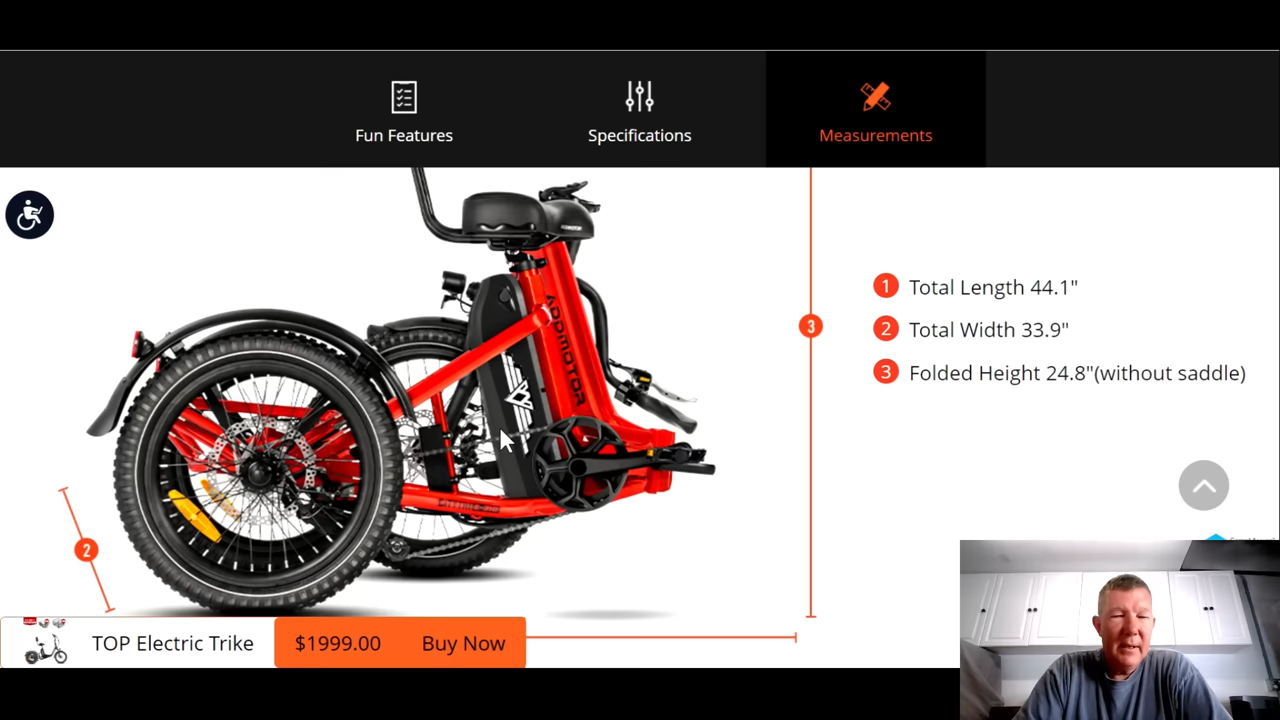 Fun Features
Specifications
Measurements
ADDMOTOR
1 Total Length 44.1"
2 Total Width 33.9"
3 Folded Height 24.8"(without saddle)
3
2
TOP Electric Trike
$1999.00
Buy Now